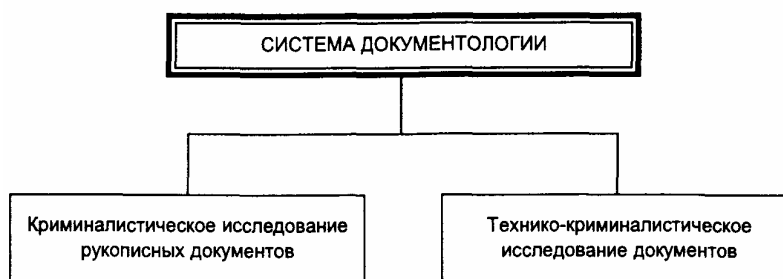 СИСТЕМА ДОКУМЕНТОЛОГИИ
Криминалистическое исследование
рукописных документов
Технико-криминалистическое
исследование документов